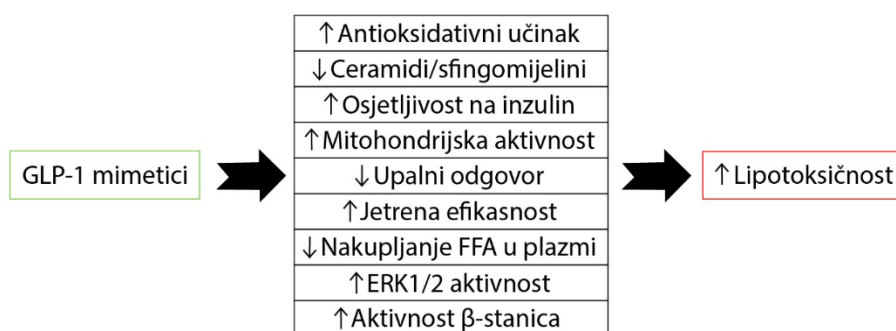 ↑Antioksidativni učinak
↓Ceramidi/sfingomijelini
↑Osjetljivost na inzulin
↑Mitohondrijska aktivnost
GLP-1 mimetici
↓Upalni odgovor
↑Lipotoksičnost
↑Jetrena efikasnost
↓Nakupljanje FFA u plazmi
↑ERK1/2 aktivnost
↑Aktivnost β-stanica